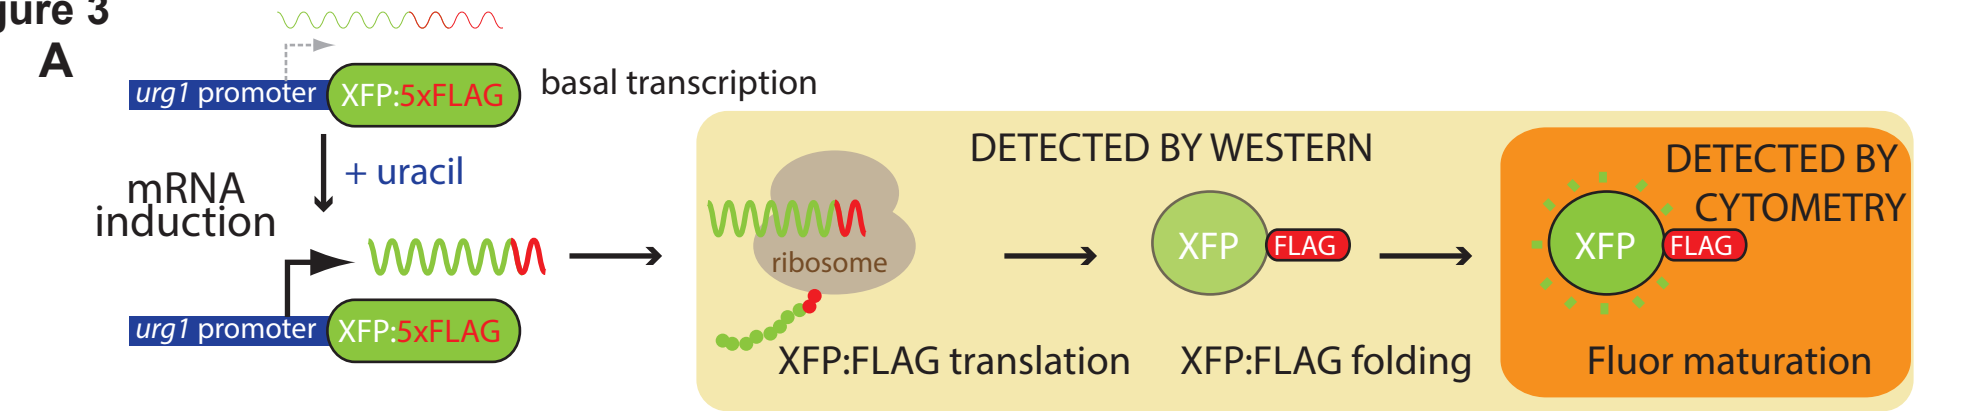 gure 3
A
urg1 promoter XFP:5xFLAG basal transcription
+ uracil
mRNA
induction
urg1 promoter XFP:5xFLAG
DETECTED BY WESTERN
ribosome
XFP:FLAG translation
XFP FLAG
XFP:FLAG folding
DETECTED BY
CYTOMETRY
XFP FLAG
Fluor maturation